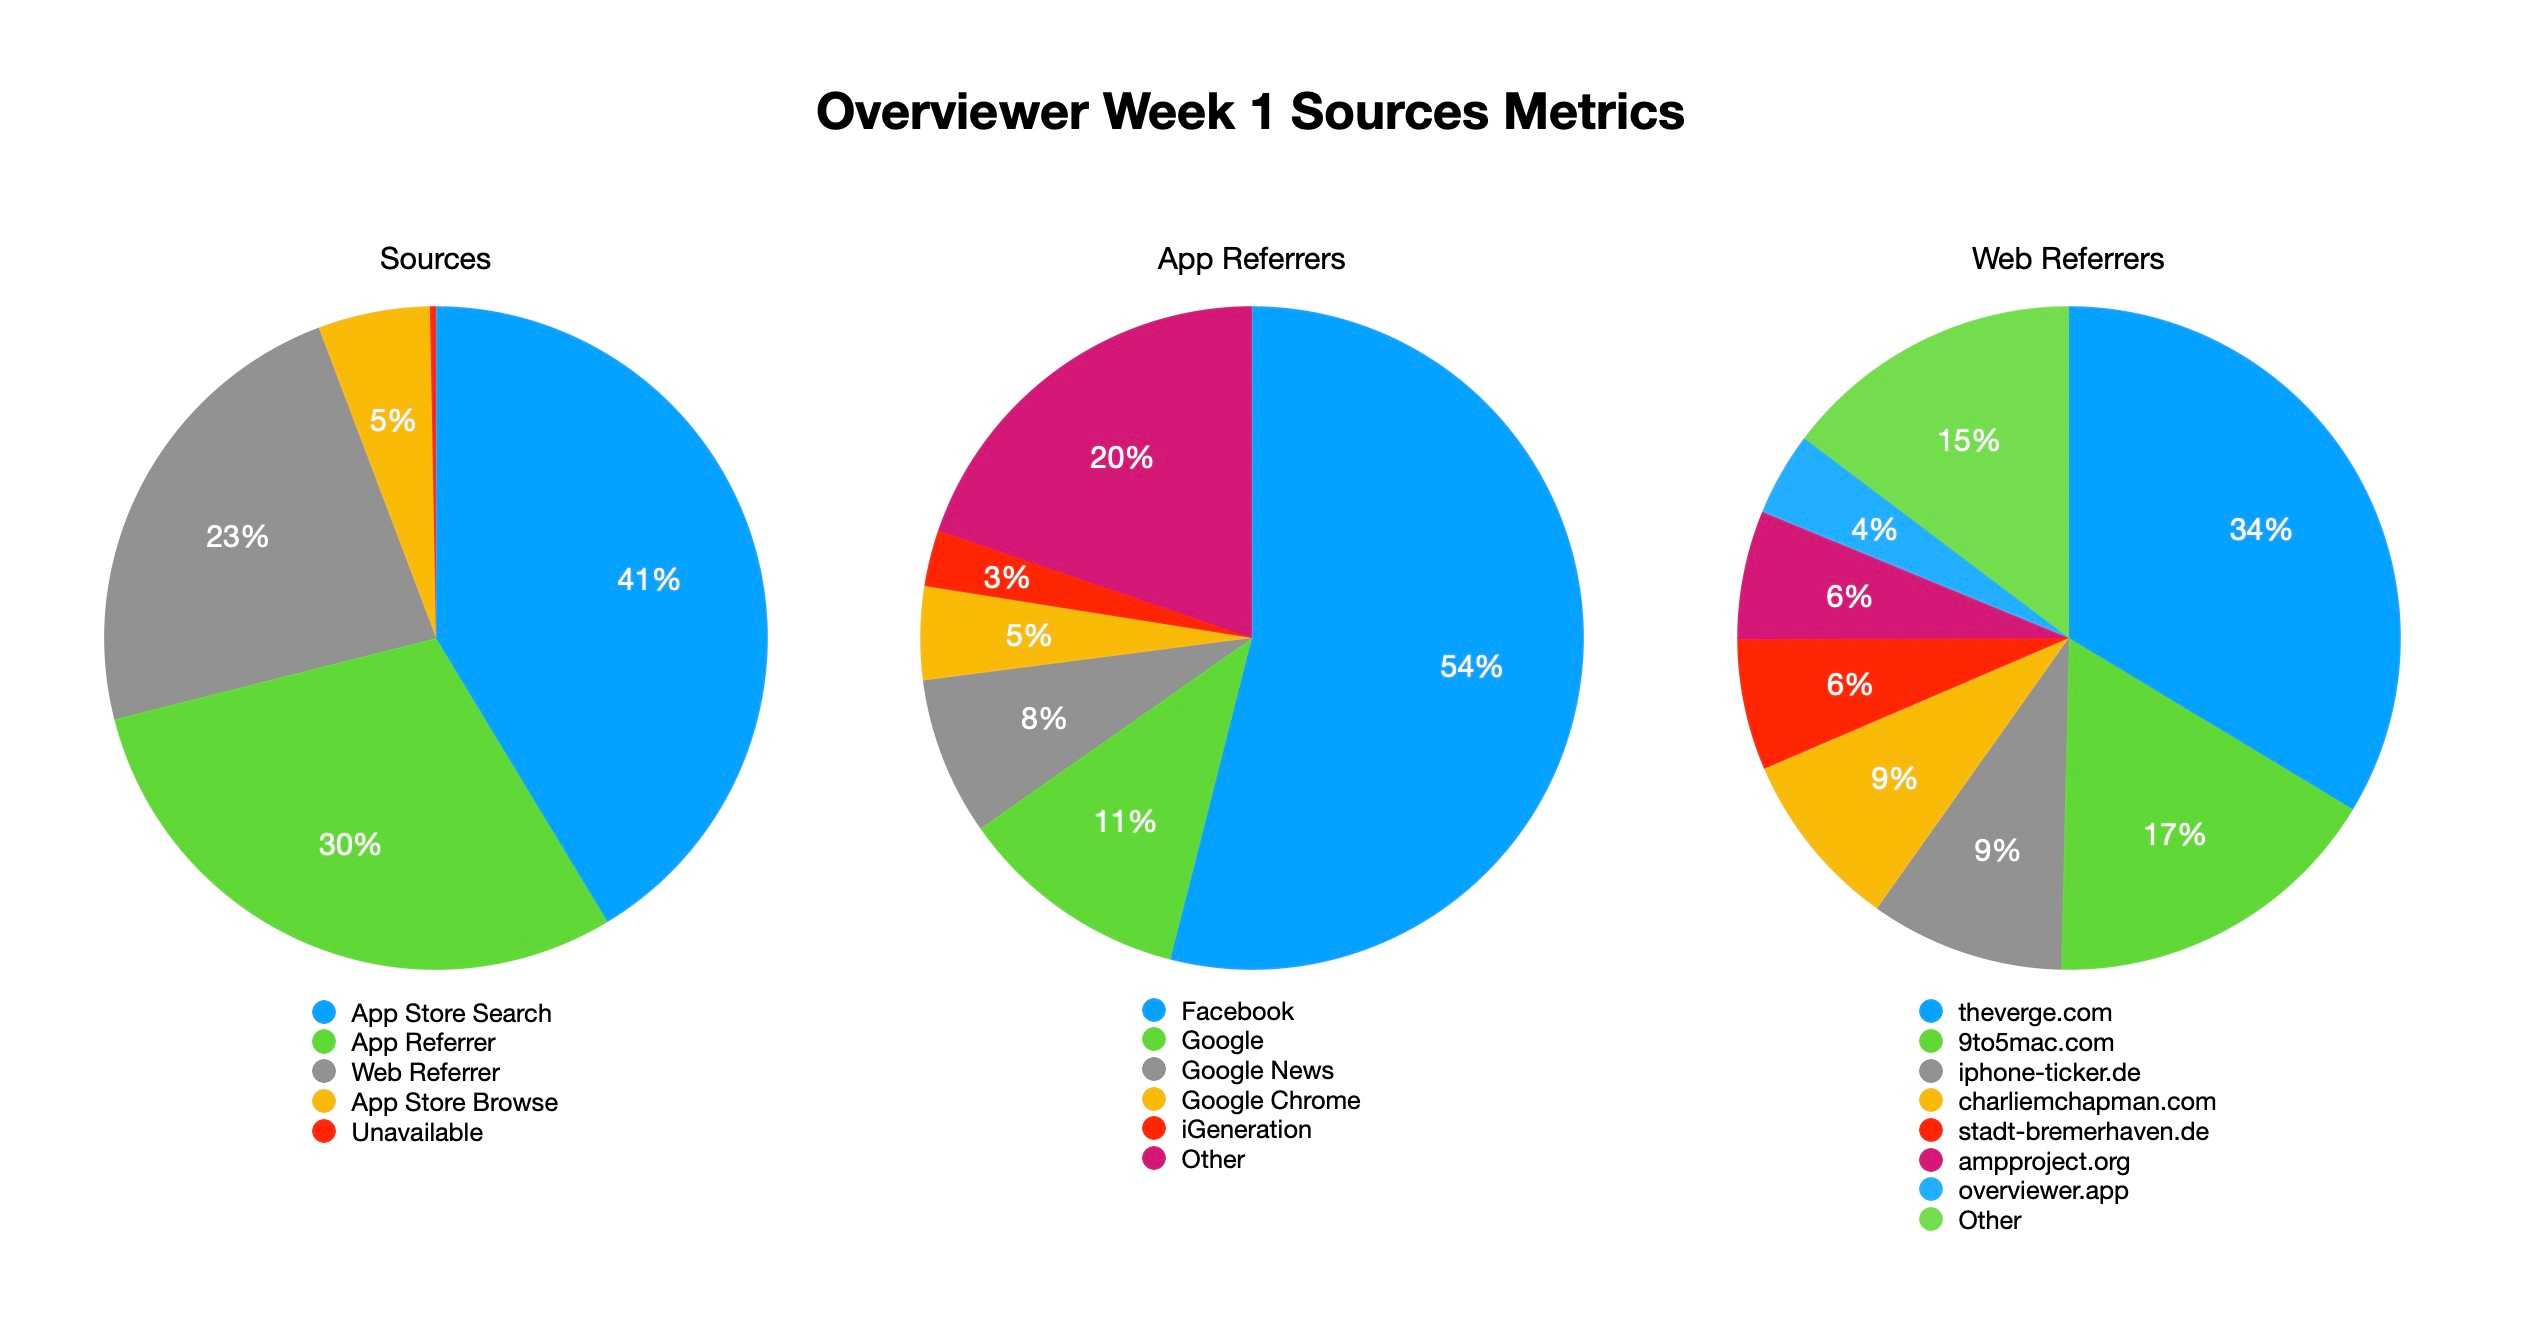 Overviewer Week 1 Sources Metrics
Sources
5%
23%
41%
30%
App Store Search
App Referrer
Web Referrer
App Store Browse
Unavailable
App Referrers
20%
3%
5%
54%
8%
11%
Facebook
Google
Google News
Google Chrome
iGeneration
Other
Web Referrers
15%
4%
34%
6%
6%
9%
17%
9%
theverge.com
9to5mac.com
iphone-ticker.de
charliemchapman.com
stadt-bremerhaven.de
ampproject.org
overviewer.app
Other